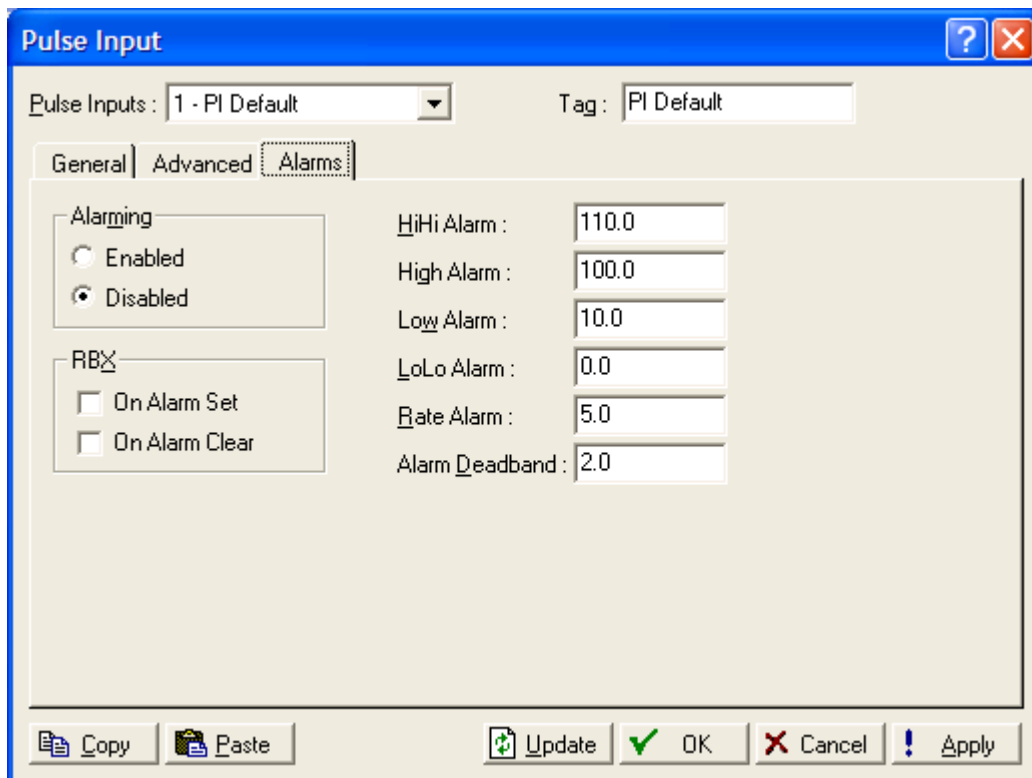 Pulse Input
Pulse Inputs : 1 - PI Default Tag : PI Default
General Advanced Alarms
Alarming
Enabled
Disabled
RBX
On Alarm Set
On Alarm Clear
HiHi Alarm : 110.0
High Alarm : 100.0
Low Alarm : 10.0
LoLo Alarm : 0.0
Rate Alarm : 5.0
Alarm Deadband : 2.0
Copy Paste Update OK Cancel ! Apply